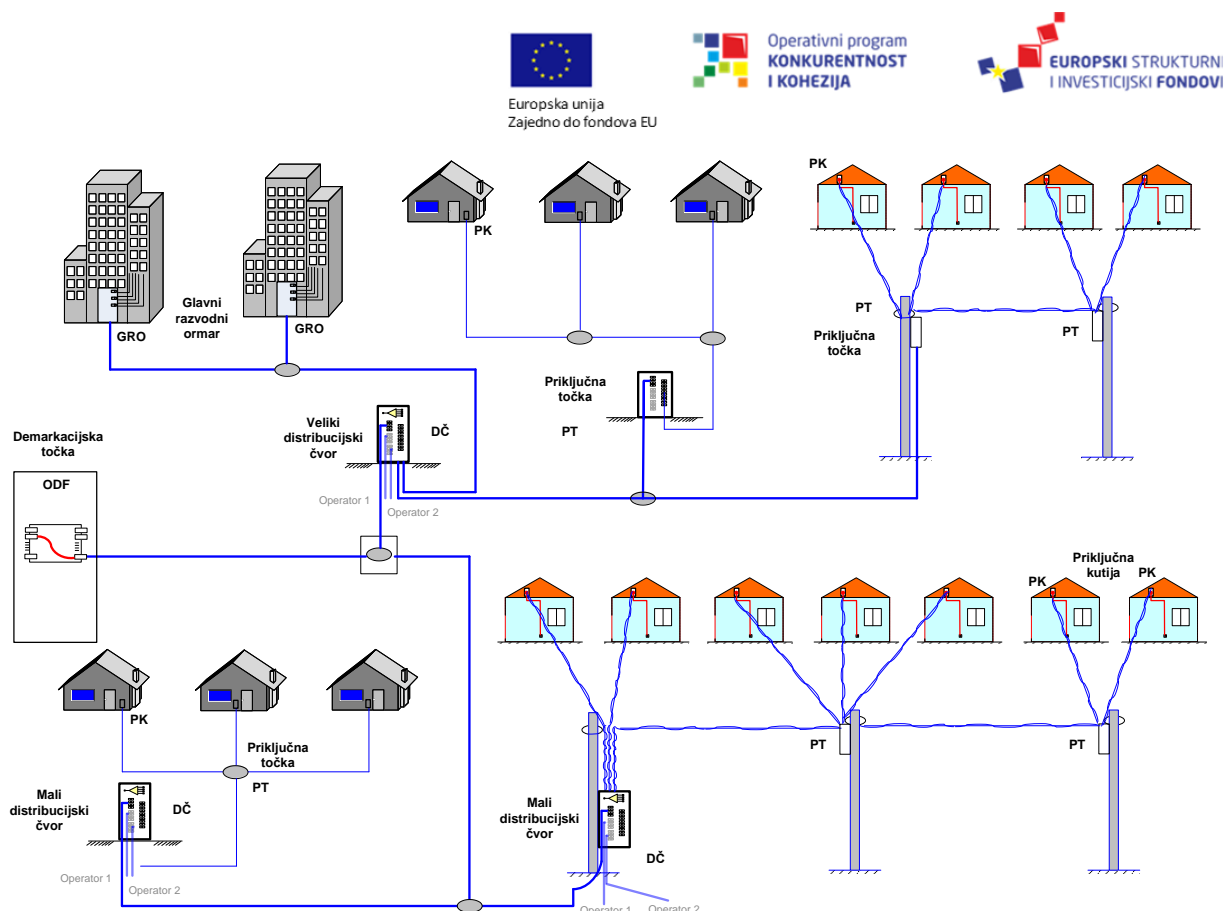 Europska unija
Zajedno do fondova EU
Operativni program
KONKURENTNOST
I KOHEZIJA
EUROPSKI STRUKTURNI
I INVESTICIJSKI FONDOVI
GRO
Glavni
razvodni
ormar
GRO
PK
PK
PT
Priključna
točka
PT
Priključna
točka
PT
Veliki
distribucijski
čvor
DČ
Operator 1
Operator 2
Demarkacijska
točka
ODF
Priključna
kutija
PK
PK
PK
Priključna
točka
PT
Mali
distribucijski
čvor
DČ
Operator 1
Operator 2
PT
PT
Mali
distribucijski
čvor
DČ
Operator 1
Operator 2